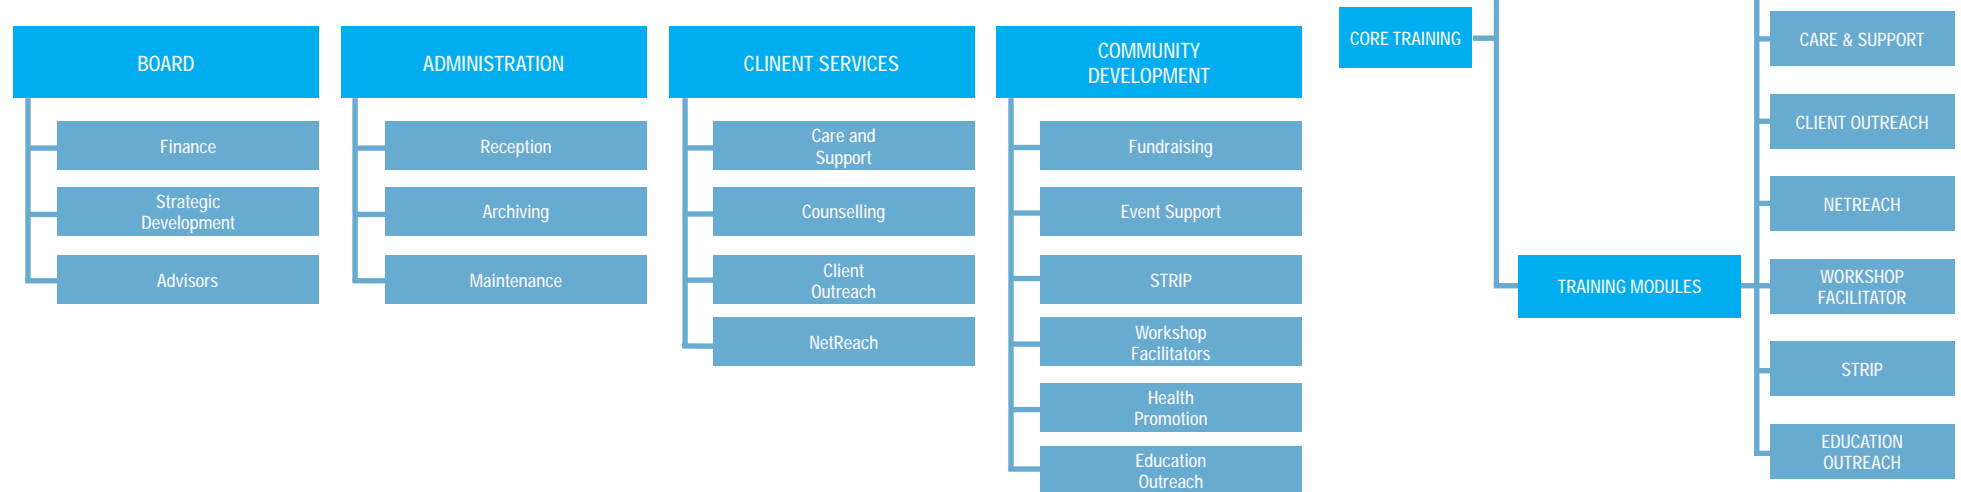 BOARD
Finance
Strategic
Development
Advisors
ADMINISTRATION
Reception
Archiving
Maintenance
CLINENT SERVICES
Care and
Support
Counselling
Client
Outreach
NetReach
COMMUNITY
DEVELOPMENT
Fundraising
Event Support
STRIP
Workshop
Facilitators
Health
Promotion
Education
Outreach
CORE TRAINING
TRAINING MODULES
CARE & SUPPORT
CLIENT OUTREACH
NETREACH
WORKSHOP
FACILITATOR
STRIP
EDUCATION
OUTREACH